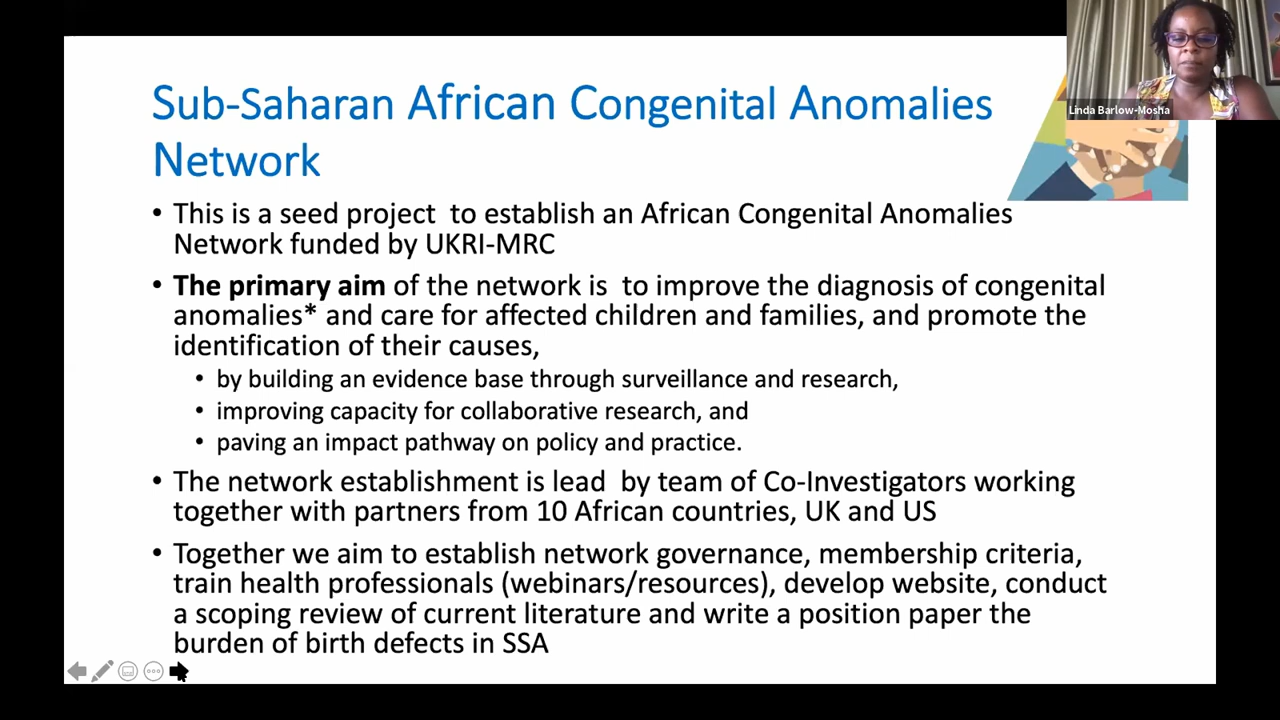 Linda Barlow-Mosha
Sub-Saharan African Congenital Anomalies
Network
• This is a seed project to establish an African Congenital Anomalies
Network funded by UKRI-MRC
• The primary aim of the network is to improve the diagnosis of congenital
anomalies* and care for affected children and families, and promote the
identification of their causes,
• by building an evidence base through surveillance and research,
• improving capacity for collaborative research, and
• paving an impact pathway on policy and practice.
• The network establishment is lead by team of Co-Investigators working
together with partners from 10 African countries, UK and US
• Together we aim to establish network governance, membership criteria,
train health professionals (webinars/resources), develop website, conduct
a scoping review of current literature and write a position paper the
burden of birth defects in SSA